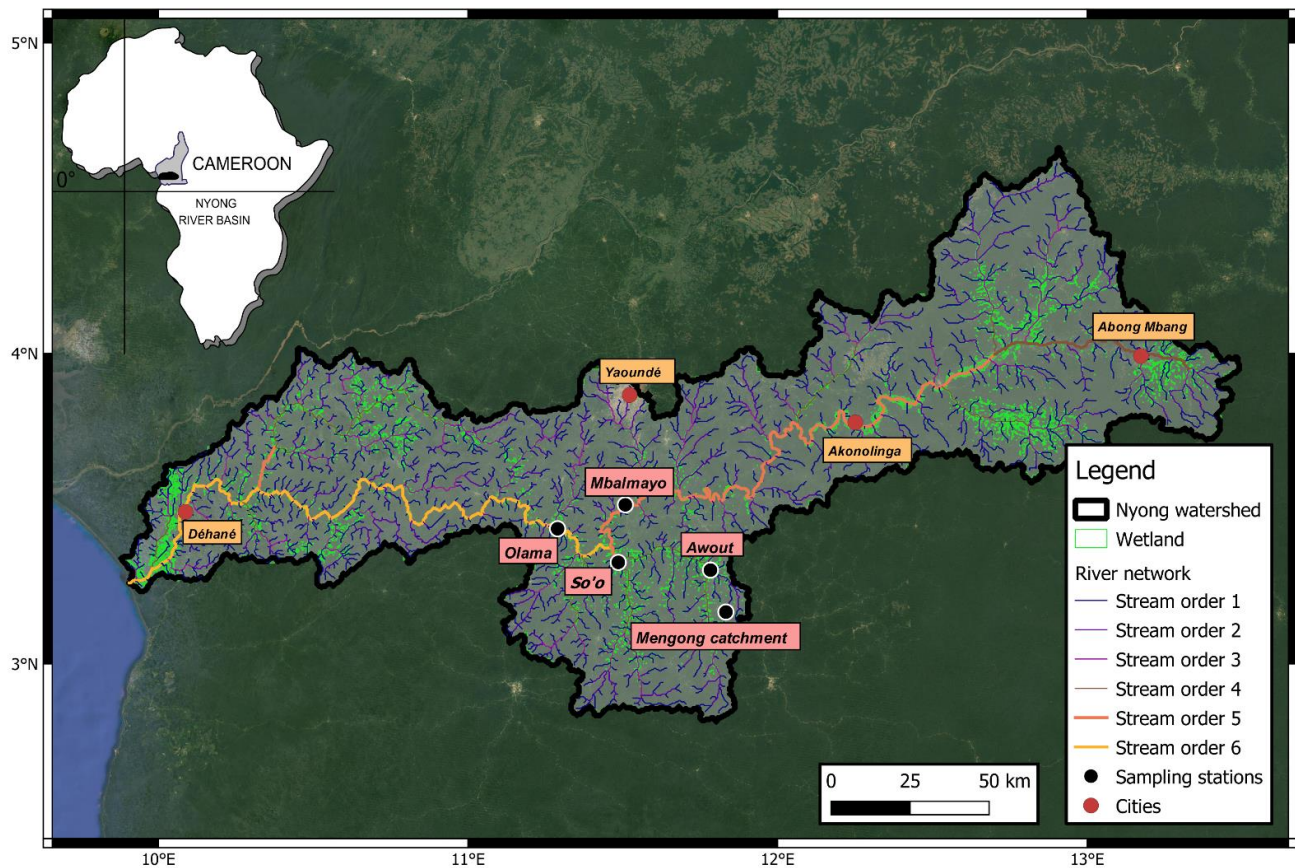 5°N
4°N
3°N
CAMEROON
0°
NYONG
RIVER BASIN
Abong Mbang
Yaoundé
Akonolinga
Mbalmayo
Déhané
Olama
Awout
So'o
Mengong catchment
Legend
Nyong watershed
Wetland
River network
Stream order 1
Stream order 2
Stream order 3
Stream order 4
Stream order 5
Stream order 6
Sampling stations
Cities
0 25 50 km
10°E 11°E 12°E 13°E